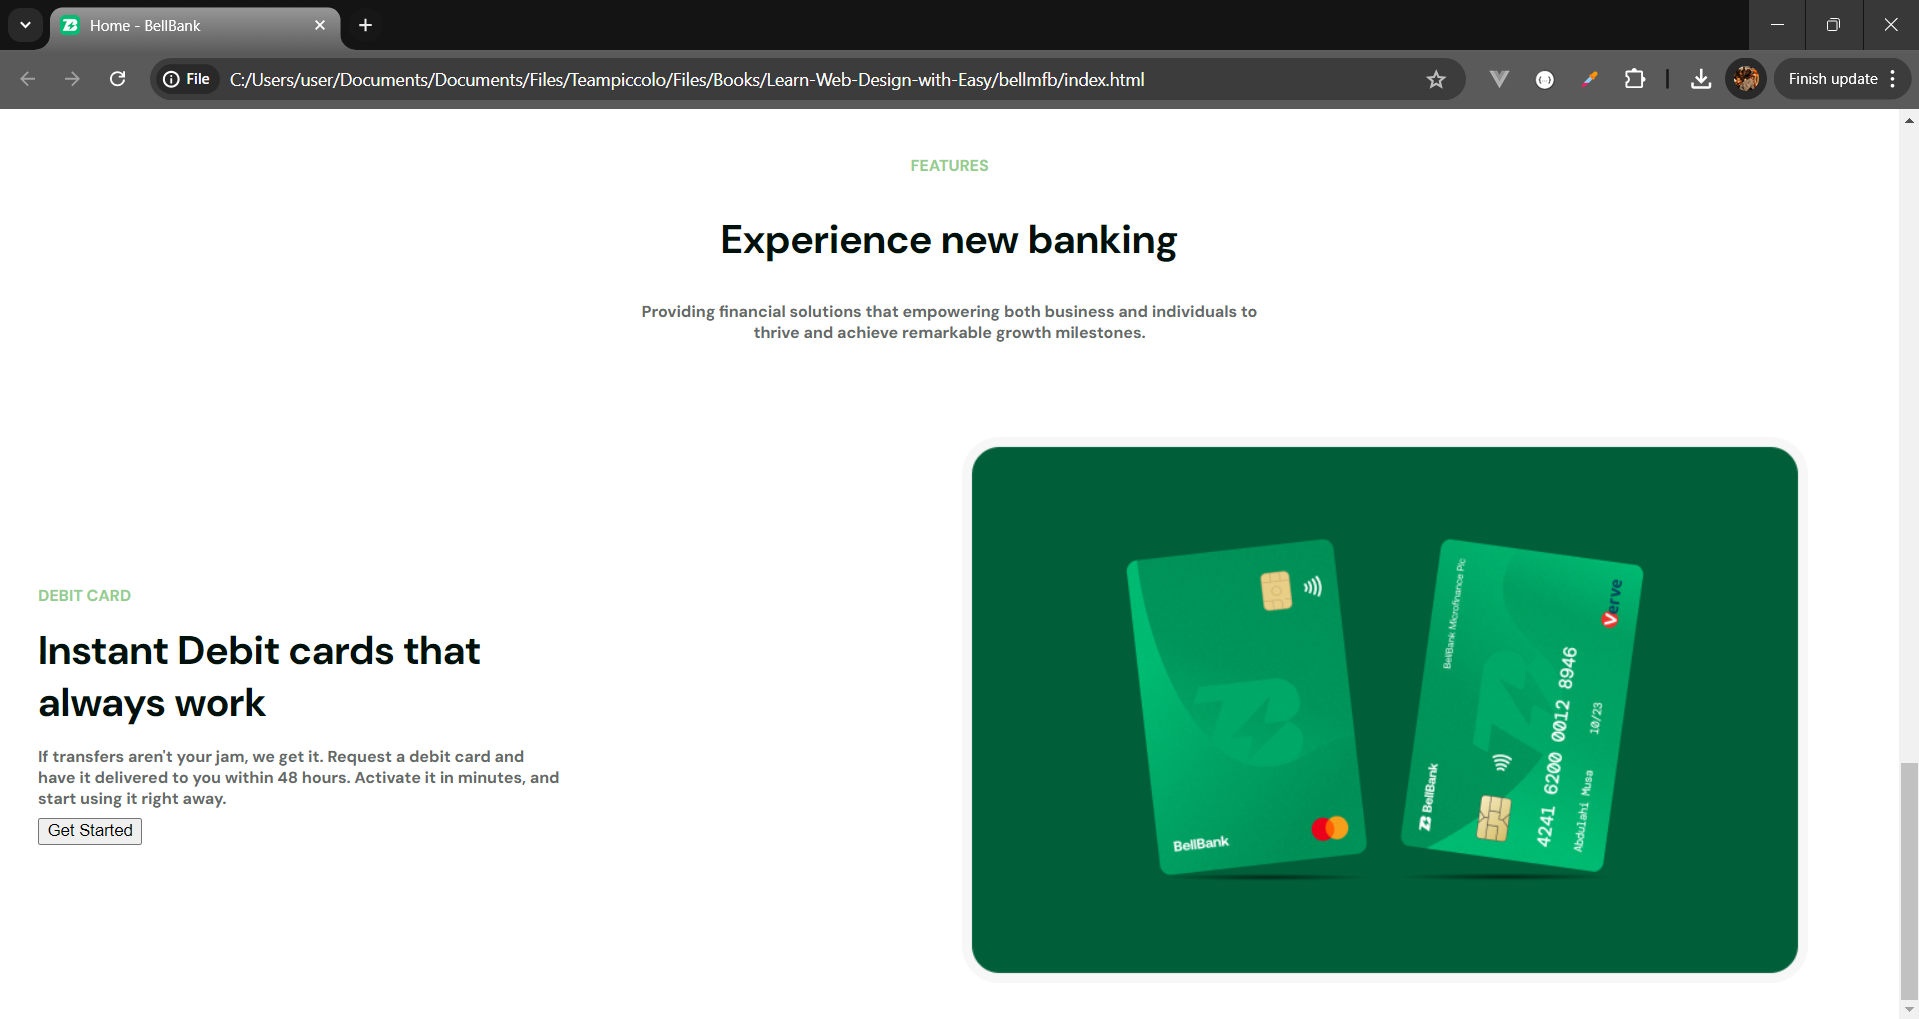 Home - BellBank
File
C:/Users/user/Documents/Documents/Files/Teampiccolo/Files/Books/Learn-Web-Design-with-Easy/bellmfb/index.html
Finish update
FEATURES
Experience new banking
Providing financial solutions that empowering both business and individuals to
thrive and achieve remarkable growth milestones.
DEBIT CARD
Instant Debit cards that
always work
If transfers aren't your jam, we get it. Request a debit card and
have it delivered to you within 48 hours. Activate it in minutes, and
start using it right away.
Get Started
BellBank
BellBank Microfinance Plc
Verve
BellBank
4241 6200 0012 8946
10/23
Abdulahi Musa